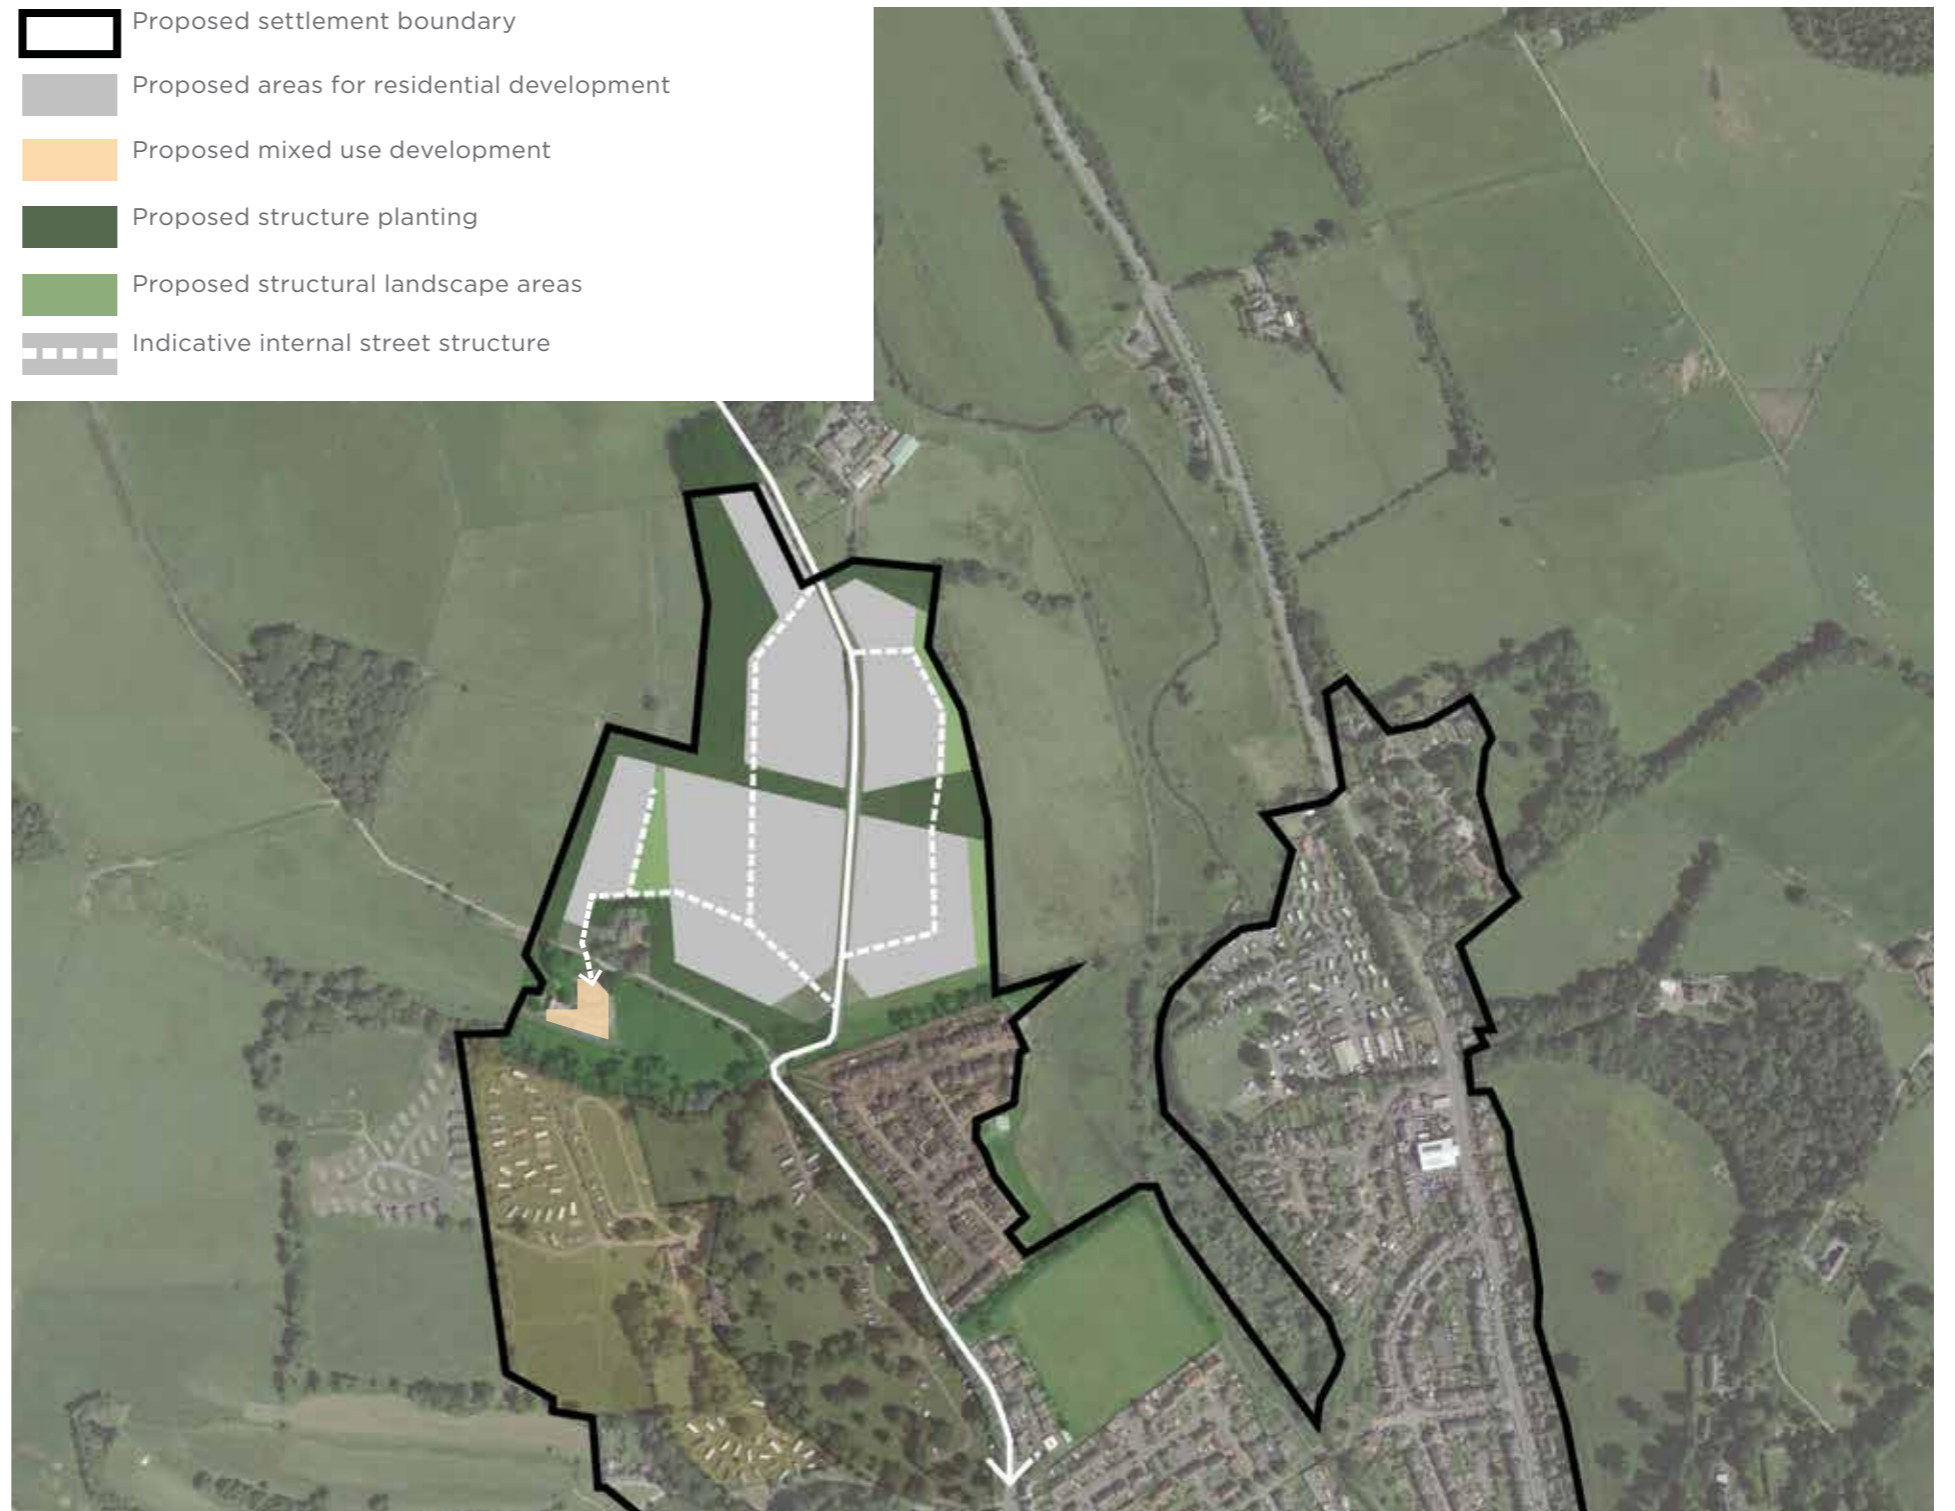 Proposed settlement boundary
Proposed areas for residential development
Proposed mixed use development
Proposed structure planting
Proposed structural landscape areas
Indicative internal street structure